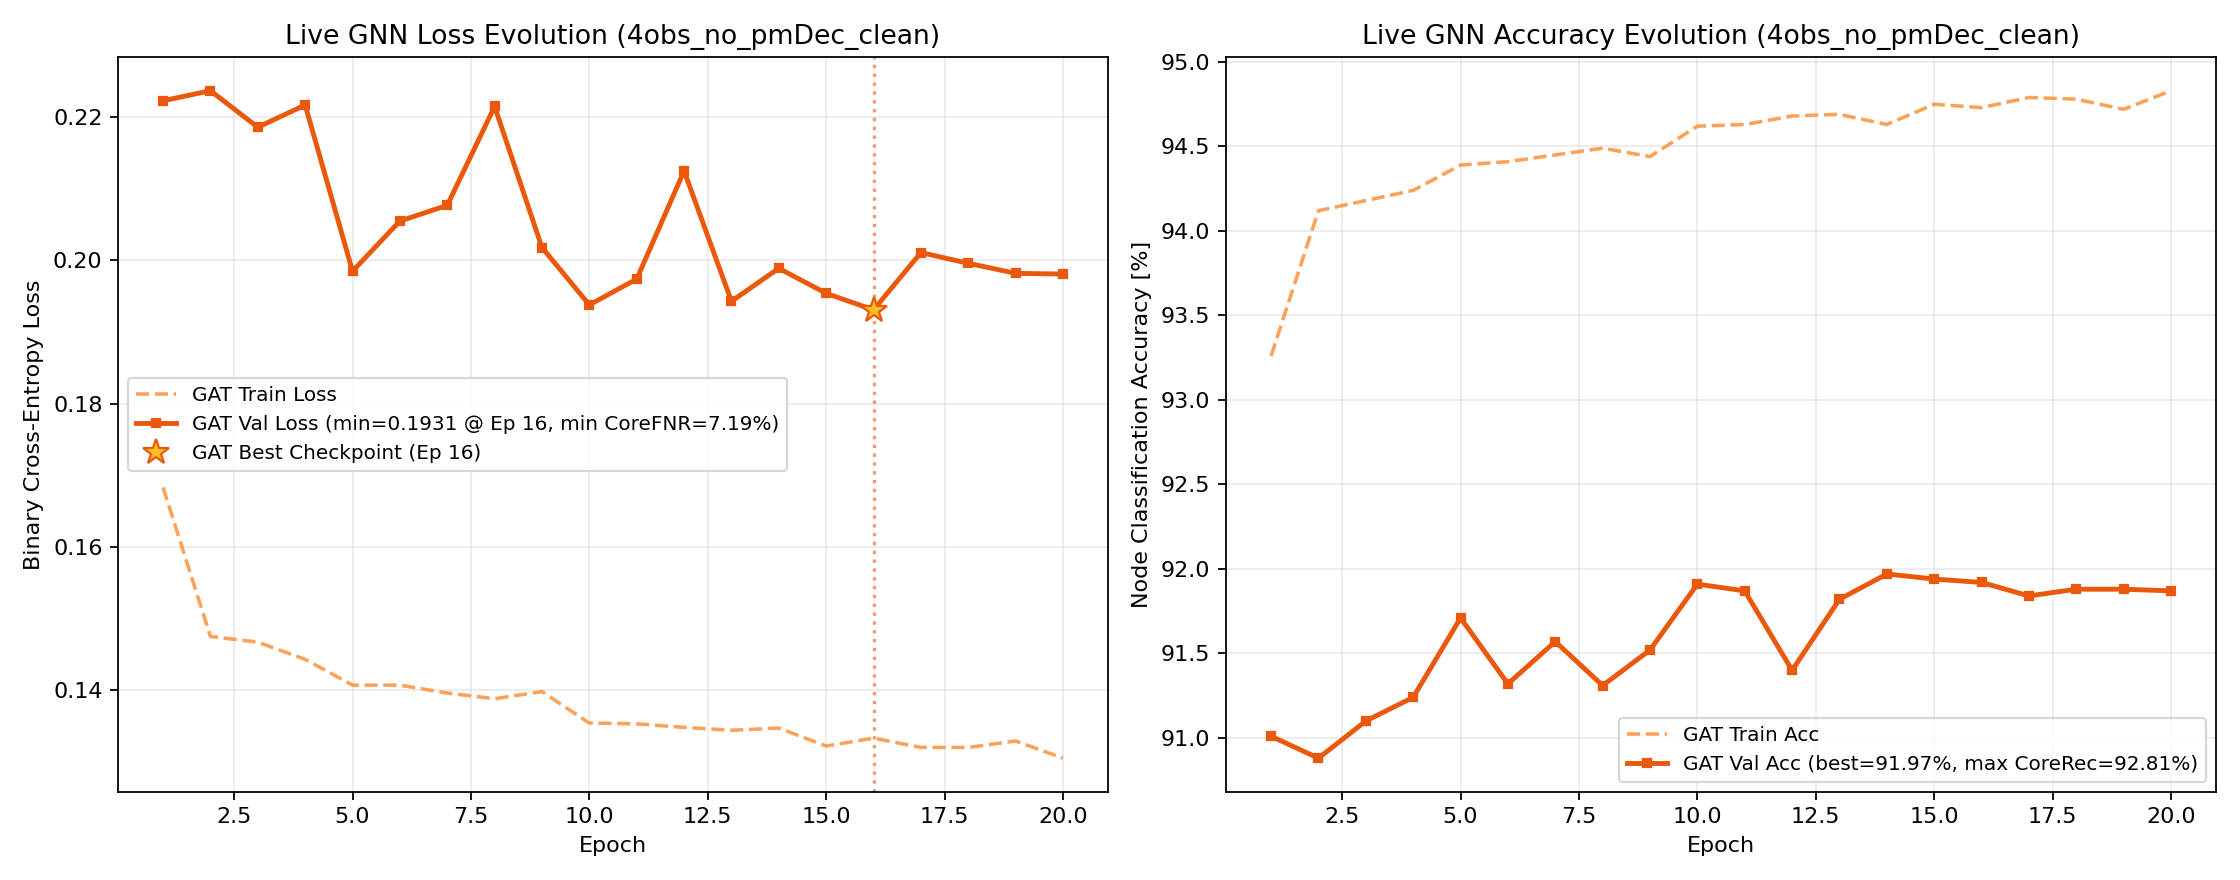 Live GNN Loss Evolution (4obs_no_pmDec_clean)
Binary Cross-Entropy Loss
0.22
0.20
0.18
0.16
0.14
GAT Train Loss
GAT Val Loss (min=0.1931 @ Ep 16, min CoreFNR=7.19%)
GAT Best Checkpoint (Ep 16)
2.5 5.0 7.5 10.0 12.5 15.0 17.5 20.0
Epoch
Live GNN Accuracy Evolution (4obs_no_pmDec_clean)
Node Classification Accuracy [%]
95.0
94.5
94.0
93.5
93.0
92.5
92.0
91.5
91.0
GAT Train Acc
GAT Val Acc (best=91.97%, max CoreRec=92.81%)
2.5 5.0 7.5 10.0 12.5 15.0 17.5 20.0
Epoch